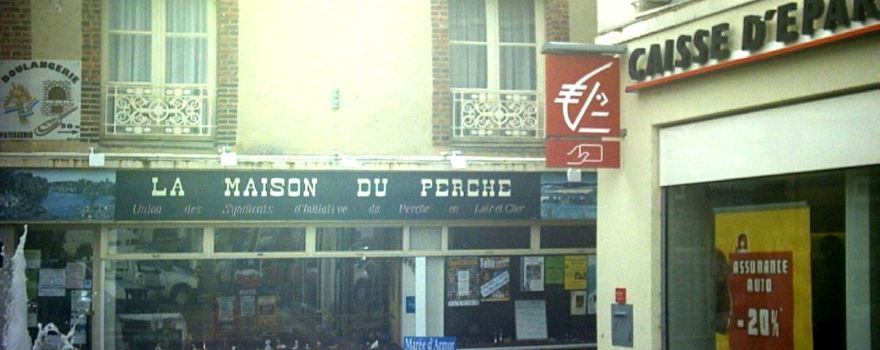 BOULANGERIE
PATISSERIE
LA MAISON DU PERCHE
Union des Syndicats d'Initiative du Perche en Loir et Cher
CAISSE D'EPAR
Marée d'Armor
ASSURANCE
AUTO
- 20%